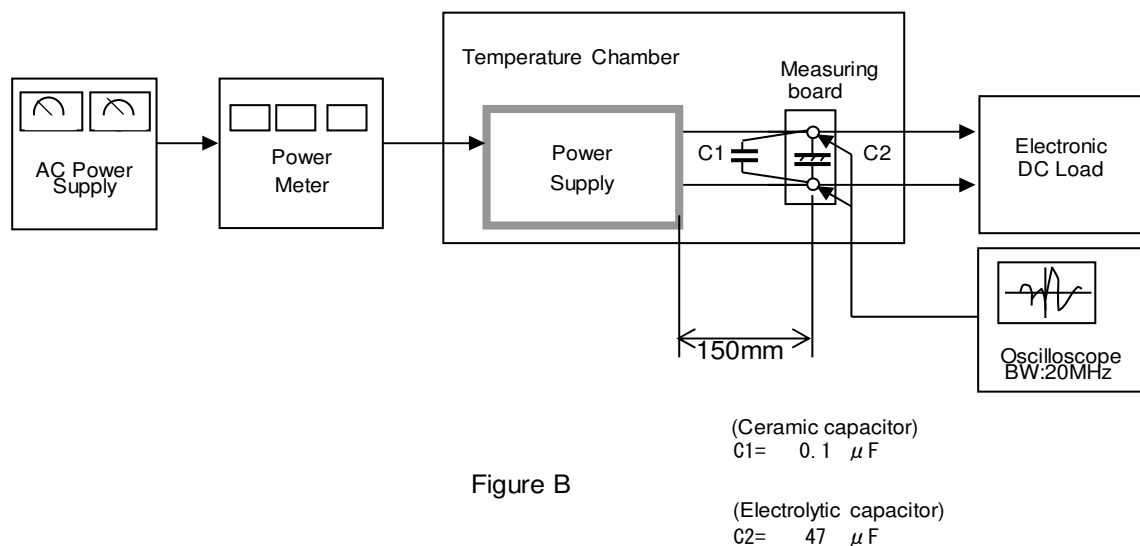 Temperature Chamber
Measuring
board
AC Power
Supply
Power
Meter
Power
Supply
C1
C2
Electronic
DC Load
150mm
Oscilloscope
BW:20MHz
(Ceramic capacitor)
C1= 0.1 μF
Figure B
(Electrolytic capacitor)
C2= 47 μF